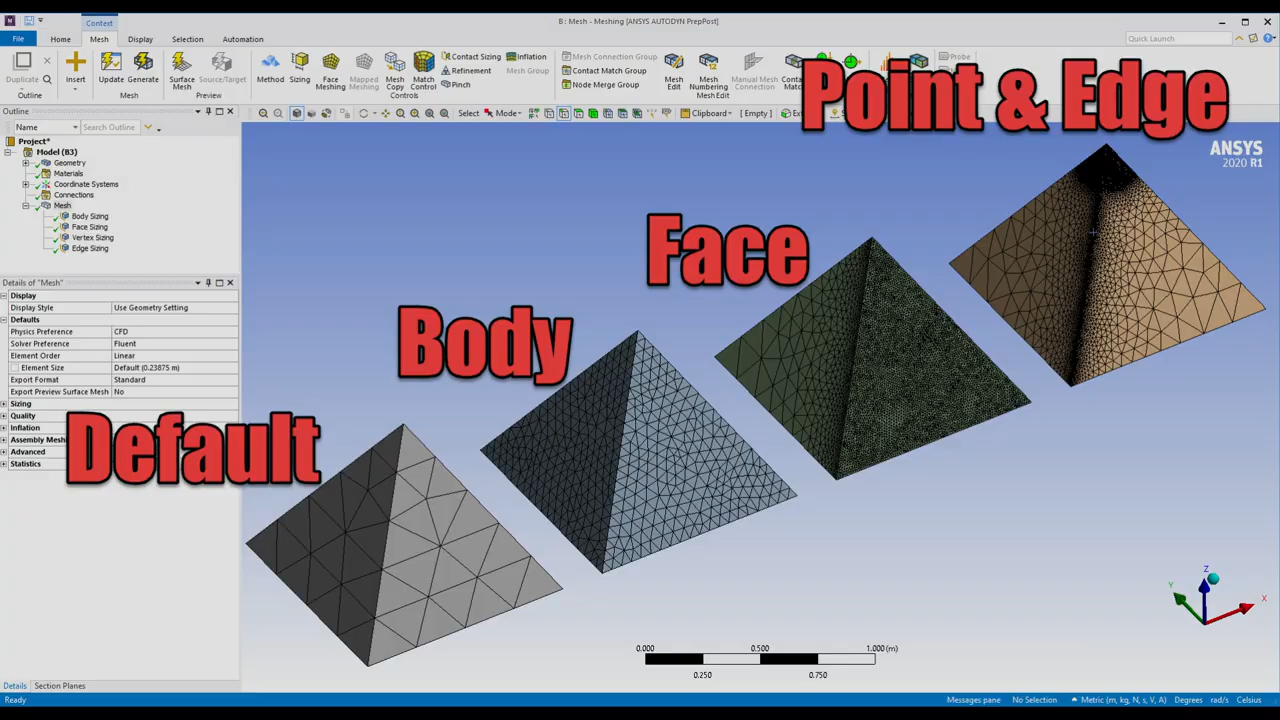 B : Mesh - Meshing [ANSYS AUTODYN PrepPost]
Context
File Home Mesh Display Selection Automation
Quick Launch
Duplicate
Outline
Insert
Update Generate
Mesh
Surface Mesh
Source/Target
Preview
Method Sizing Face Meshing Mapped Meshing Mesh Copy Match Control
Controls
Contact Sizing
Refinement
Pinch
Inflation
Mesh Group
Mesh Connection Group
Contact Match Group
Node Merge Group
Mesh Edit
Mesh Numbering
Manual Mesh Connection
Mesh Edit
Probe
Point & Edge
Outline
Name
Search Outline
Select Mode
Clipboard
[ Empty ]
Project*
Model (B3)
Geometry
Materials
Coordinate Systems
Connections
Mesh
Body Sizing
Face Sizing
Vertex Sizing
Edge Sizing
ANSYS
2020 R1
Face
Body
Default
Details of "Mesh"
Display
Display Style Use Geometry Setting
Defaults
Physics Preference CFD
Solver Preference Fluent
Element Order Linear
Element Size Default (0.23875 m)
Export Format Standard
Export Preview Surface Mesh No
Sizing
Quality
Inflation
Assembly Meshi
Advanced
Statistics
Z
Y
X
0.000 0.500 1.000 (m)
0.250 0.750
Details Section Planes
Ready
Messages pane No Selection Metric (m, kg, N, s, V, A) Degrees rad/s Celsius